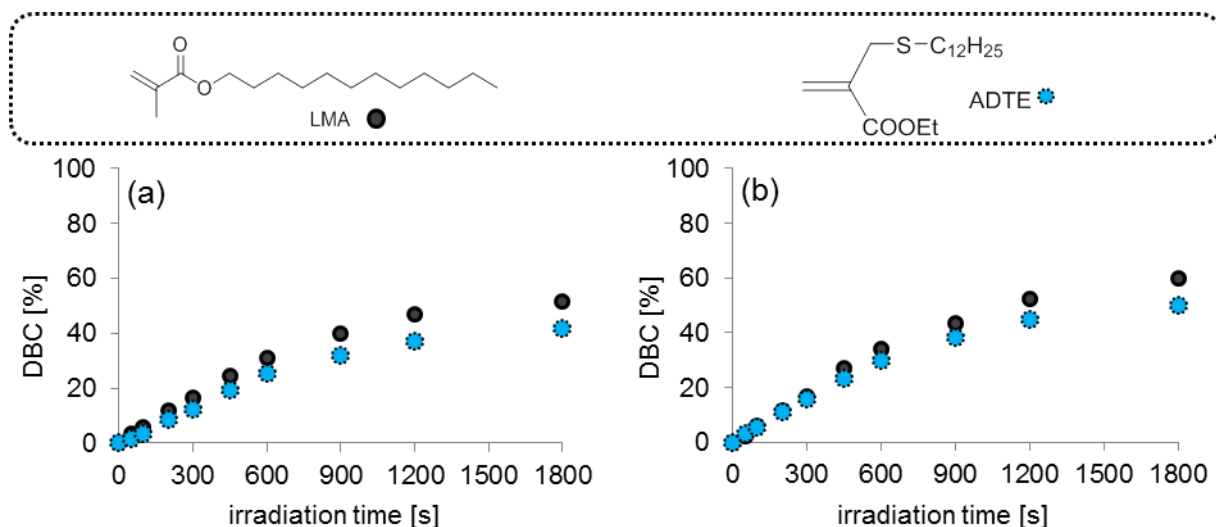 O
O
LMA
S
C12H25
COOEt
ADTE
(a)
100
80
60
40
20
0
DBC [%]
0 300 600 900 1200 1500 1800
irradiation time [s]
(b)
100
80
60
40
20
0
DBC [%]
0 300 600 900 1200 1500 1800
irradiation time [s]